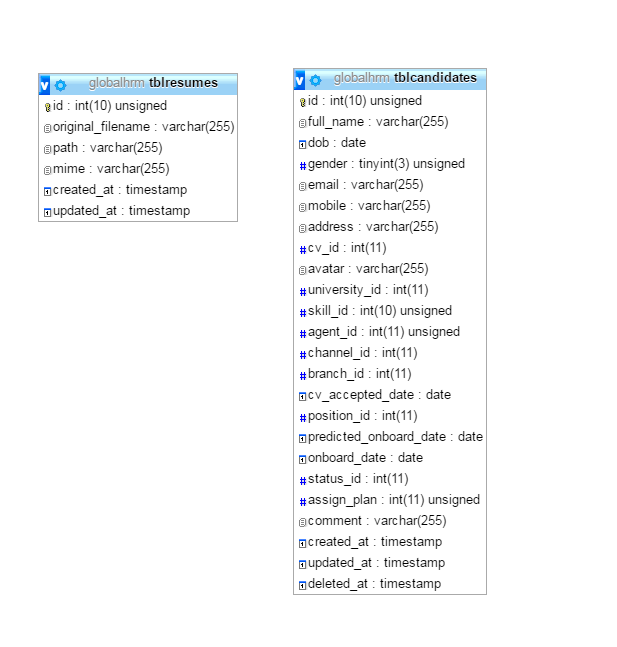 v globalhrm tblresumes
id : int(10) unsigned
original_filename : varchar(255)
path : varchar(255)
mime : varchar(255)
created_at : timestamp
updated_at : timestamp
v globalhrm tblcandidates
id : int(10) unsigned
full_name : varchar(255)
dob : date
# gender : tinyint(3) unsigned
email : varchar(255)
mobile : varchar(255)
address : varchar(255)
# cv_id : int(11)
avatar : varchar(255)
# university_id : int(11)
# skill_id : int(10) unsigned
# agent_id : int(11) unsigned
# channel_id : int(11)
# branch_id : int(11)
cv_accepted_date : date
# position_id : int(11)
predicted_onboard_date : date
onboard_date : date
# status_id : int(11)
# assign_plan : int(11) unsigned
comment : varchar(255)
created_at : timestamp
updated_at : timestamp
deleted_at : timestamp